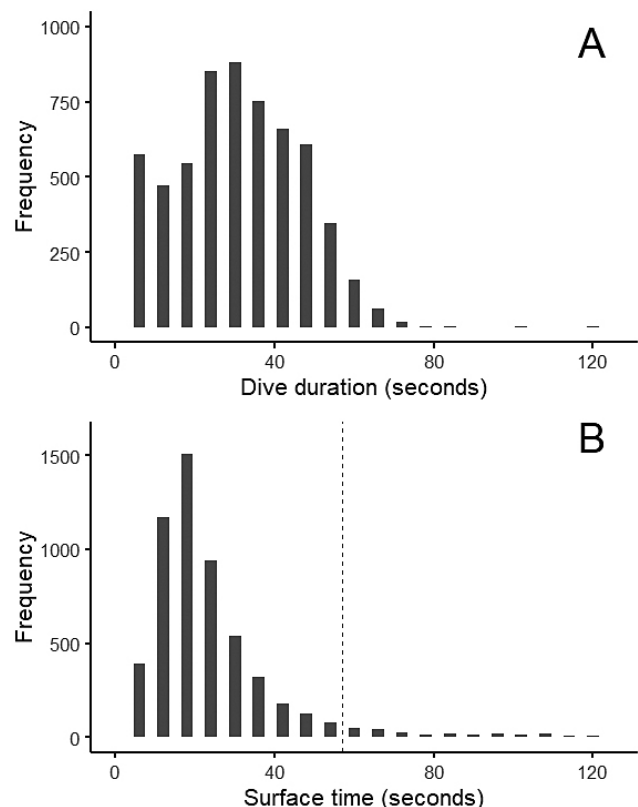 A
1000
750
500
250
0
Frequency
0 40 80 120
Dive duration (seconds)
B
1500
1000
500
0
Frequency
0 40 80 120
Surface time (seconds)